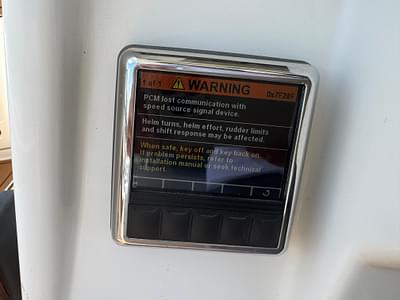 1 of 1 WARNING 0x7F28F
PCM lost communication with
speed source signal device.
Helm turns, helm effort, rudder limits
and shift response may be affected.
When safe, key off and key back on.
If problem persists, refer to
installation manual or seek technical
support.